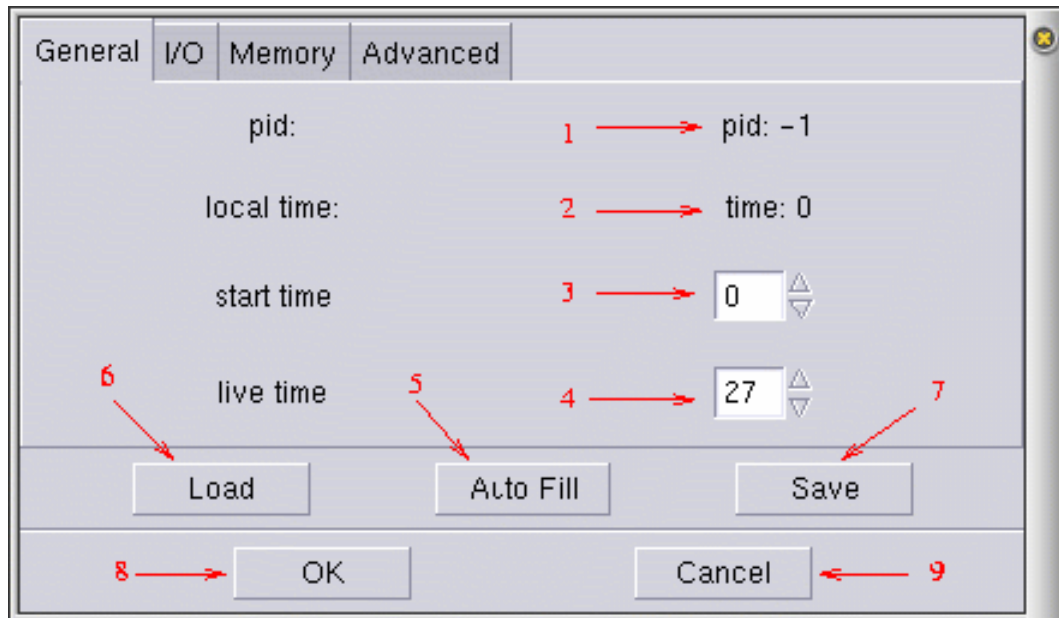 General I/O Memory Advanced
pid: 1 pid: -1
local time: 2 time: 0
start time 3 0
6 live time 5 4 27 7
Load Auto Fill Save
8 OK Cancel 9